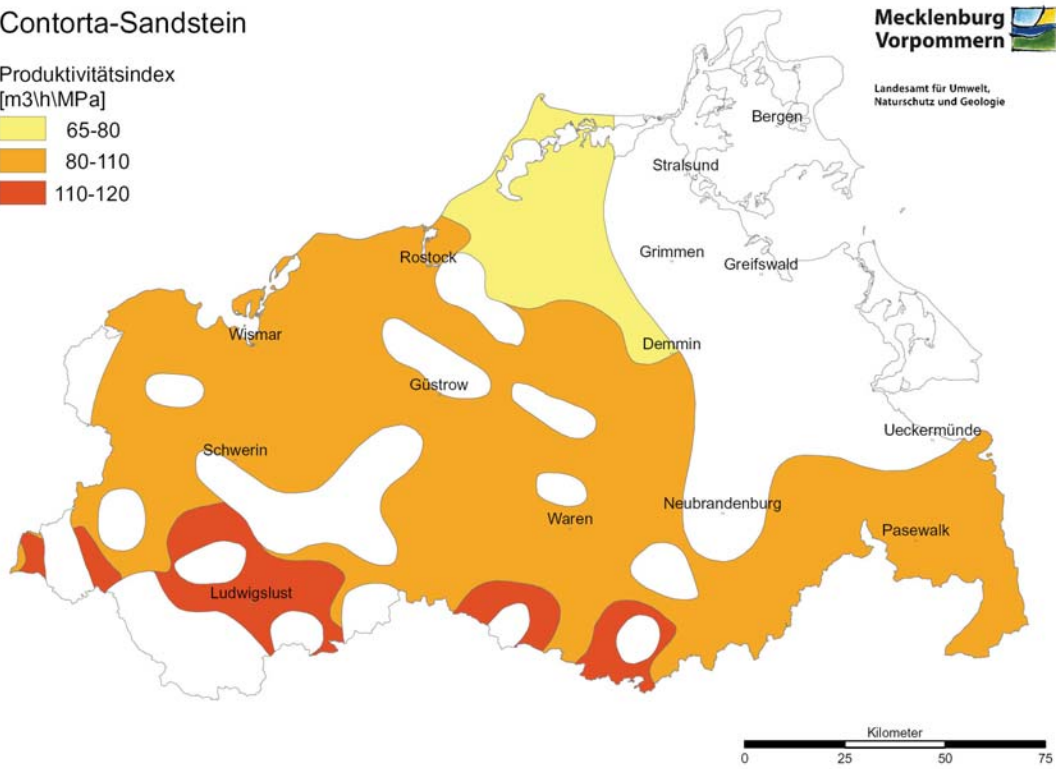 Contorta-Sandstein
Produktivitätsindex
[m3\h\MPa]
65-80
80-110
110-120
Mecklenburg
Vorpommern
Landesamt für Umwelt,
Naturschutz und Geologie
Bergen
Stralsund
Grimmen
Greifswald
Rostock
Wismar
Demmin
Güstrow
Ueckermünde
Schwerin
Neubrandenburg
Waren
Pasewalk
Ludwigslust
Kilometer
0 25 50 75